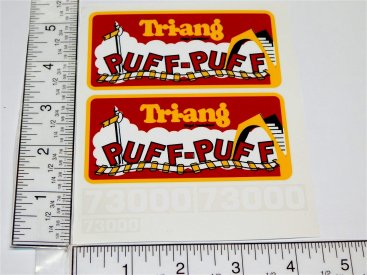 Tri-ang
PUFF-PUFF
Tri-ang
PUFF-PUFF
73000 73000
73000